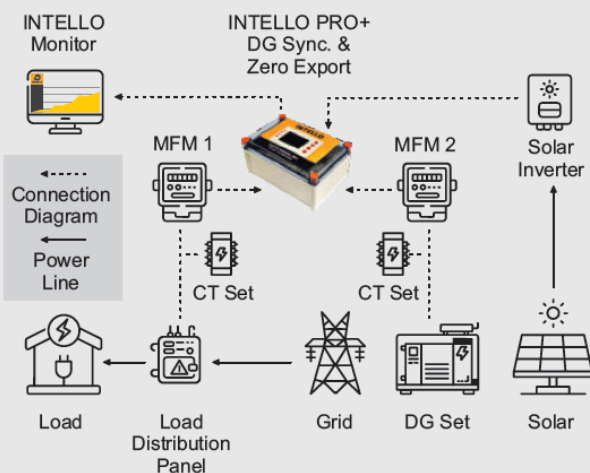 INTELLO
Monitor
INTELLO PRO+
DG Sync. &
Zero Export
INTELLO
MFM 1
MFM 2
Solar
Inverter
Connection
Diagram
Power
Line
CT Set
CT Set
Load
Load
Distribution
Panel
Grid
DG Set
Solar